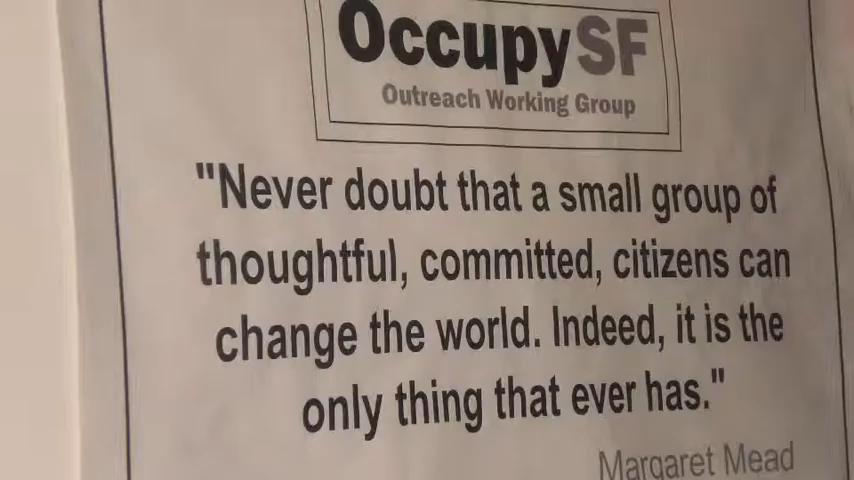 OccupySF
Outreach Working Group
"Never doubt that a small group of
thoughtful, committed, citizens can
change the world. Indeed, it is the
only thing that ever has."
Margaret Mead